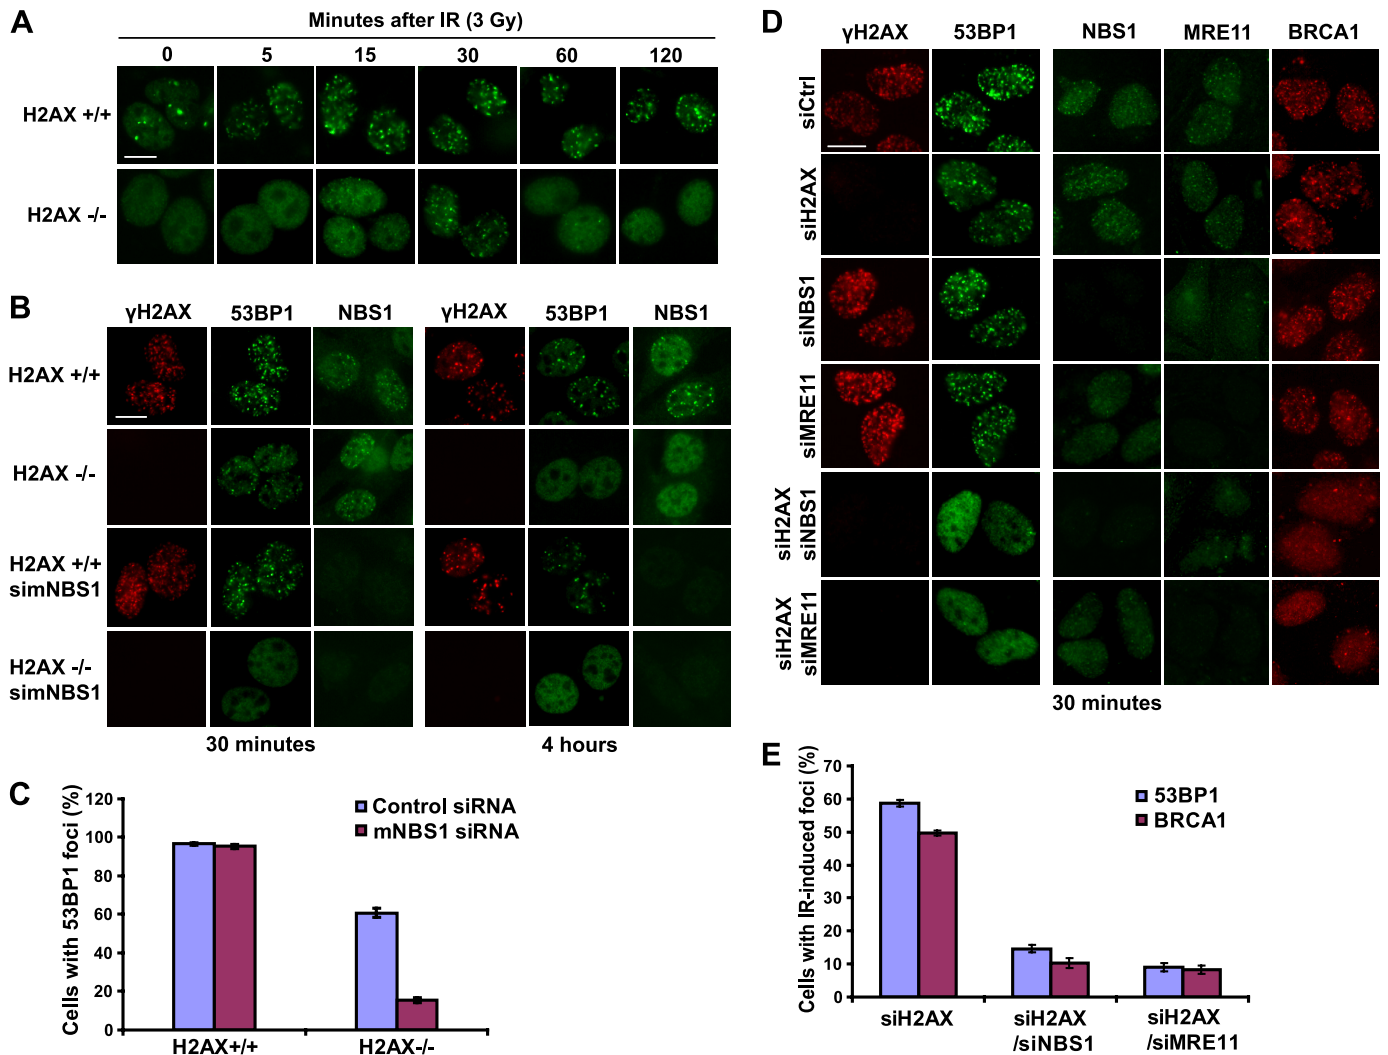 A
Minutes after IR (3 Gy)
0 5 15 30 60 120
H2AX +/+
H2AX -/-
B
γH2AX 53BP1 NBS1 γH2AX 53BP1 NBS1
H2AX +/+
H2AX -/-
H2AX +/+
simNBS1
H2AX -/-
simNBS1
30 minutes 4 hours
C
Cells with 53BP1 foci (%)
120
100
80
60
40
20
0
Control siRNA
mNBS1 siRNA
H2AX+/+ H2AX-/-
D
γH2AX 53BP1 NBS1 MRE11 BRCA1
siCtrl
siH2AX
siNBS1
siMRE11
siH2AX
siNBS1
siH2AX
siMRE11
30 minutes
E
Cells with IR-induced foci (%)
70
60
50
40
30
20
10
0
53BP1
BRCA1
siH2AX siH2AX siH2AX
/siNBS1 /siMRE11